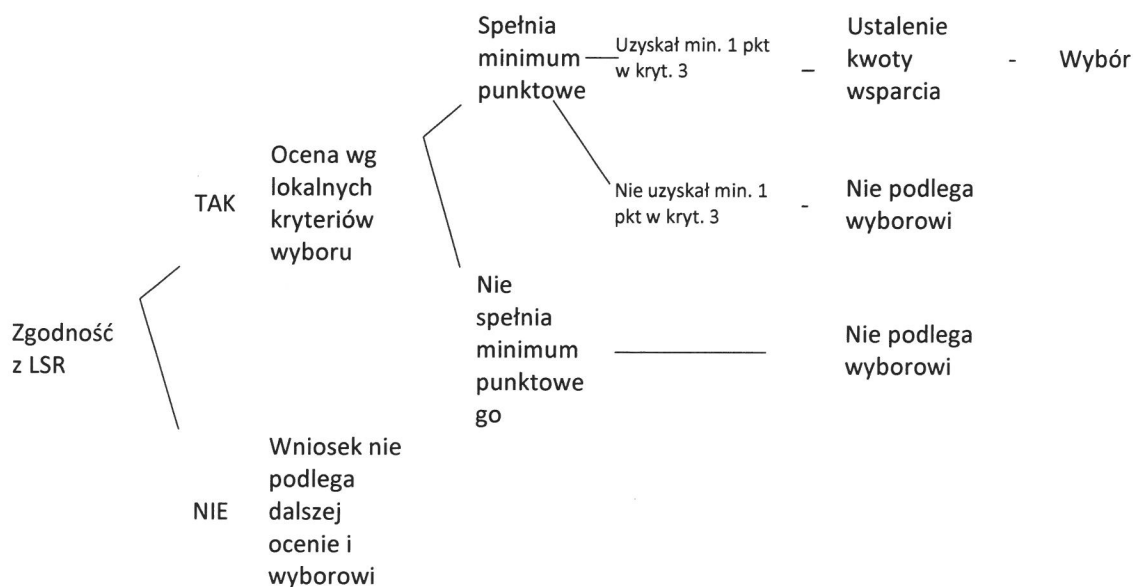 Spełnia
minimum
punktowe
Uzyskał min. 1 pkt
w kryt. 3
–
Ustalenie
kwoty
wsparcia
-
Wybór
TAK
Ocena wg
lokalnych
kryteriów
wyboru
Nie uzyskał min. 1
pkt w kryt. 3
-
Nie podlega
wyborowi
Zgodność
z LSR
Nie
spełnia
minimum
punktowe
go
Nie podlega
wyborowi
NIE
Wniosek nie
podlega
dalszej
ocenie i
wyborowi